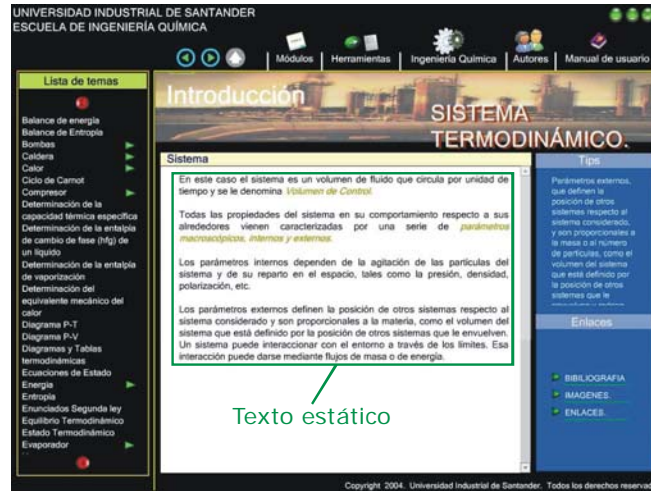 UNIVERSIDAD INDUSTRIAL DE SANTANDER
ESCUELA DE INGENIERÍA QUÍMICA
Módulos
Herramientas
Ingeniería Química
Autores
Manual de usuario
Lista de temas
Balance de energía
Balance de Entropía
Bombas
Caldera
Calor
Ciclo de Carnot
Compresor
Determinación de la
capacidad térmica específica
Determinación de la entalpía
de cambio de fase (hfg) de
un líquido
Determinación de la entalpía
de vaporización
Determinación del
equivalente mecánico del
calor
Diagrama P-T
Diagrama P-V
Diagramas y Tablas
termodinámicas
Ecuaciones de Estado
Energía
Entropía
Enunciados Segunda ley
Equilibrio Termodinámico
Estado Termodinámico
Evaporador
Introducción
SISTEMA
TERMODINÁMICO.
Sistema
En este caso el sistema es un volumen de fluido que circula por unidad de
tiempo y se le denomina Volumen de Control.
Todas las propiedades del sistema en su comportamiento respecto a sus
alrededores vienen caracterizadas por una serie de parámetros
macroscópicos, internos y externos.
Los parámetros internos dependen de la agitación de las partículas del
sistema y de su reparto en el espacio, tales como la presión, densidad,
polarización, etc.
Los parámetros externos definen la posición de otros sistemas respecto al
sistema considerado y son proporcionales a la materia, como el volumen del
sistema que está definido por la posición de otros sistemas que le envuelven.
Un sistema puede interaccionar con el entorno a través de los límites. Esa
interacción puede darse mediante flujos de masa o de energía.
Texto estático
Tips
Parámetros externos,
que definen la
posición de otros
sistemas respecto al
sistema considerado,
y son proporcionales a
la masa o al número
de partículas, como el
volumen del sistema
que esté definido por
la posición de otros
sistemas que le
Enlaces
BIBILIOGRAFIA
IMAGENES.
ENLACES.
Copyright 2004. Universidad Industrial de Santander. Todos los derechos reservad